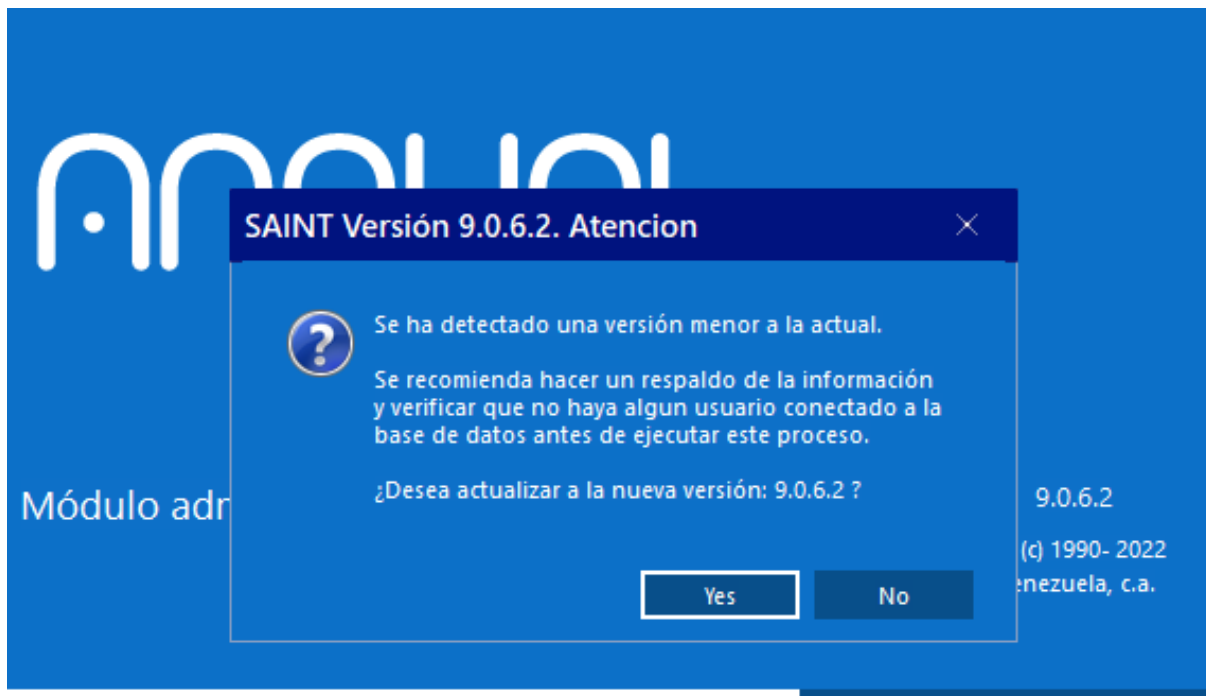 SAINT Versión 9.0.6.2. Atencion
Se ha detectado una versión menor a la actual.
Se recomienda hacer un respaldo de la información
y verificar que no haya algun usuario conectado a la
base de datos antes de ejecutar este proceso.
¿Desea actualizar a la nueva versión: 9.0.6.2 ?
Yes
No
Módulo
9.0.6.2
(c) 1990- 2022
c.a.